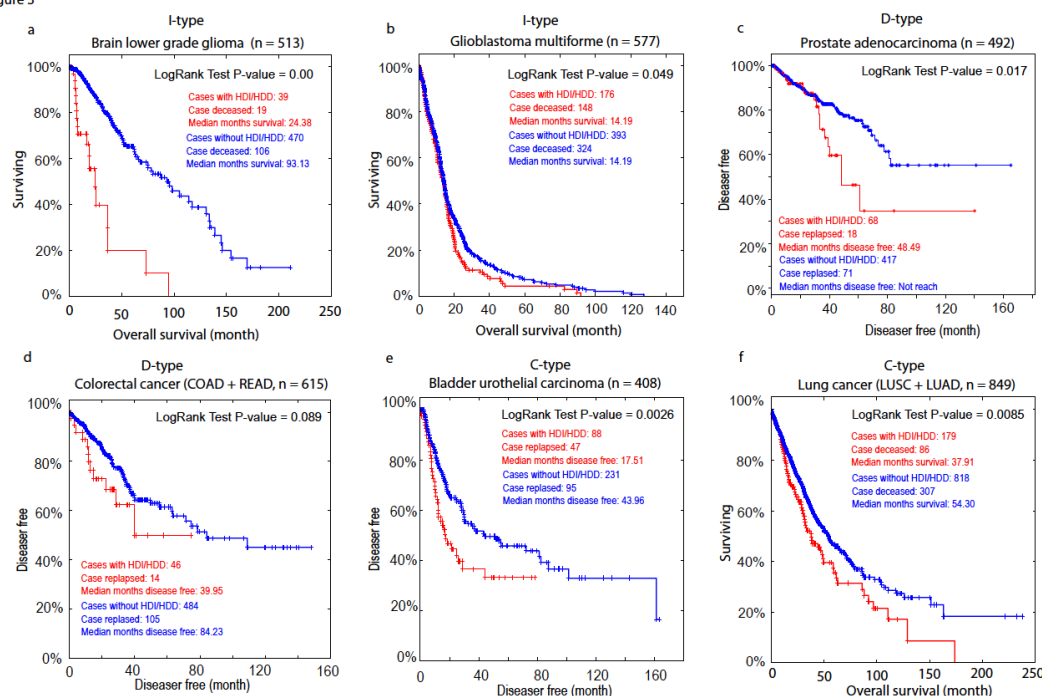 I-type
a
Brain lower grade glioma (n = 513)
100%
80%
60%
40%
20%
0%
Surviving
LogRank Test P-value = 0.00
Cases with HDI/HDD: 39
Case deceased: 19
Median months survival: 24.38
Cases without HDI/HDD: 470
Case deceased: 106
Median months survival: 93.13
0 50 100 150 200 250
Overall survival (month)
I-type
b
Glioblastoma multiforme (n = 577)
100%
80%
60%
40%
20%
0%
Surviving
LogRank Test P-value = 0.049
Cases with HDI/HDD: 176
Case deceased: 148
Median months survival: 14.19
Cases without HDI/HDD: 393
Case deceased: 324
Median months survival: 14.19
0 20 40 60 80 100 120 140
Overall survival (month)
D-type
c
Prostate adenocarcinoma (n = 492)
100%
80%
60%
40%
20%
0%
Diseaser free
LogRank Test P-value = 0.017
Cases with HDI/HDD: 68
Case replapsed: 18
Median months disease free: 48.49
Cases without HDI/HDD: 417
Case replased: 71
Median months disease free: Not reach
0 40 80 120 160
Diseaser free (month)
D-type
d
Colorectal cancer (COAD + READ, n = 615)
100%
80%
60%
40%
20%
0%
Diseaser free
LogRank Test P-value = 0.089
Cases with HDI/HDD: 46
Case replapsed: 14
Median months disease free: 39.95
Cases without HDI/HDD: 484
Case replased: 105
Median months disease free: 84.23
0 40 80 120 160
Diseaser free (month)
C-type
e
Bladder urothelial carcinoma (n = 408)
100%
80%
60%
40%
20%
0%
Diseaser free
LogRank Test P-value = 0.0026
Cases with HDI/HDD: 88
Case replapsed: 47
Median months disease free: 17.51
Cases without HDI/HDD: 231
Case replased: 95
Median months disease free: 43.96
0 40 80 120 160
Diseaser free (month)
C-type
f
Lung cancer (LUSC + LUAD, n = 849)
100%
80%
60%
40%
20%
0%
Surviving
LogRank Test P-value = 0.0085
Cases with HDI/HDD: 179
Case deceased: 86
Median months survival: 37.91
Cases without HDI/HDD: 818
Case deceased: 307
Median months survival: 54.30
0 50 100 150 200 250
Overall survival (month)